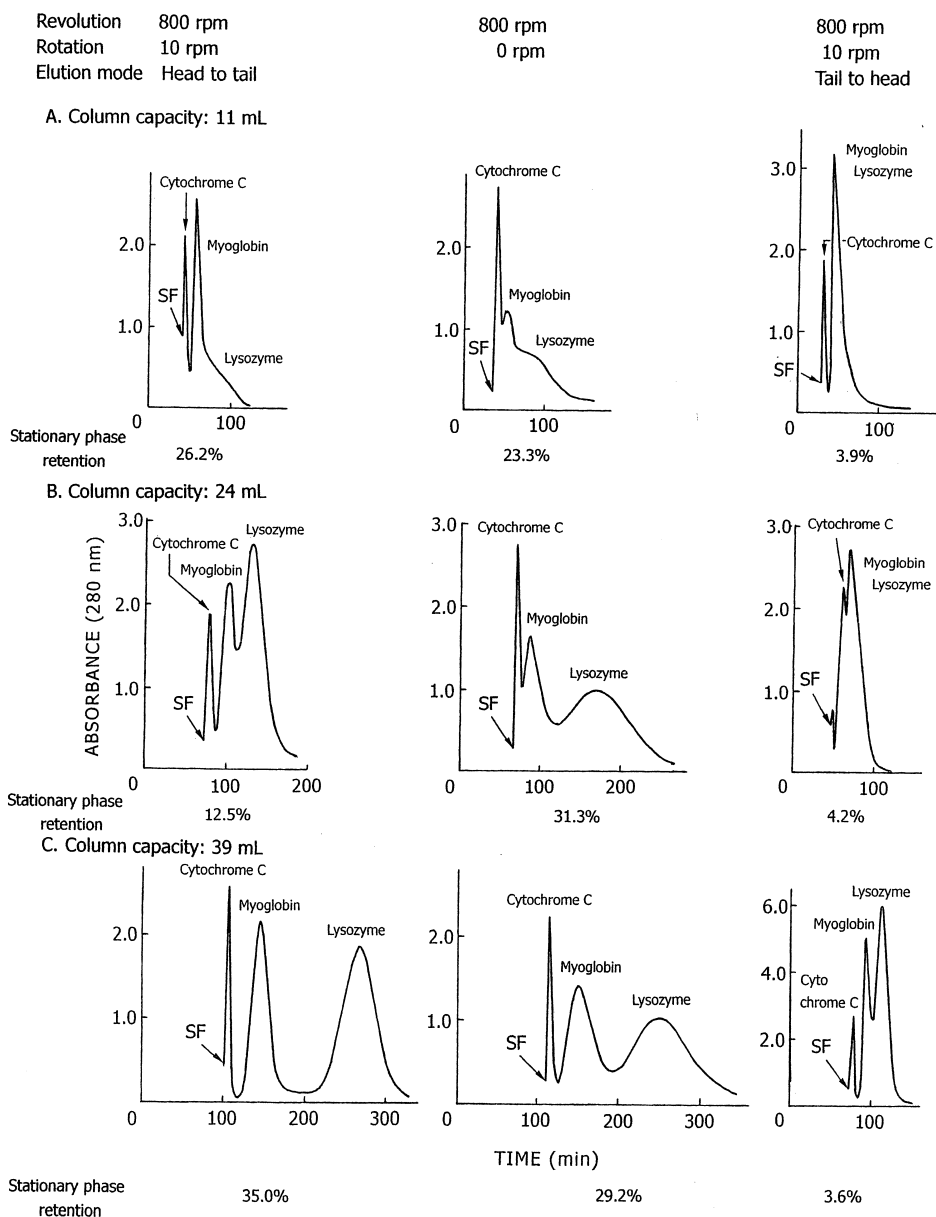 Revolution 800 rpm 800 rpm 800 rpm
Rotation 10 rpm 0 rpm 10 rpm
Elution mode Head to tail Tail to head
A. Column capacity: 11 mL
Cytochrome C
Myoglobin
SF
Lysozyme
2.0
1.0
0 100
Cytochrome C
Myoglobin
Lysozyme
SF
2.0
1.0
0 100
Myoglobin
Lysozyme
Cytochrome C
SF
3.0
2.0
1.0
0 100
Stationary phase
retention 26.2% 23.3% 3.9%
B. Column capacity: 24 mL
ABSORBANCE (280 nm)
3.0
2.0
1.0
Cytochrome C
Myoglobin
Lysozyme
SF
0 100 200
3.0
2.0
1.0
Cytochrome C
Myoglobin
Lysozyme
SF
0 100 200
3.0
2.0
1.0
Cytochrome C
Myoglobin
Lysozyme
SF
0 100
Stationary phase
retention 12.5% 31.3% 4.2%
C. Column capacity: 39 mL
Cytochrome C
Myoglobin
Lysozyme
SF
2.0
1.0
0 100 200 300
Cytochrome C
Myoglobin
Lysozyme
SF
2.0
1.0
0 100 200 300
Lysozyme
Myoglobin
Cyto
chrome C
SF
6.0
4.0
2.0
0 100
TIME (min)
Stationary phase
retention 35.0% 29.2% 3.6%